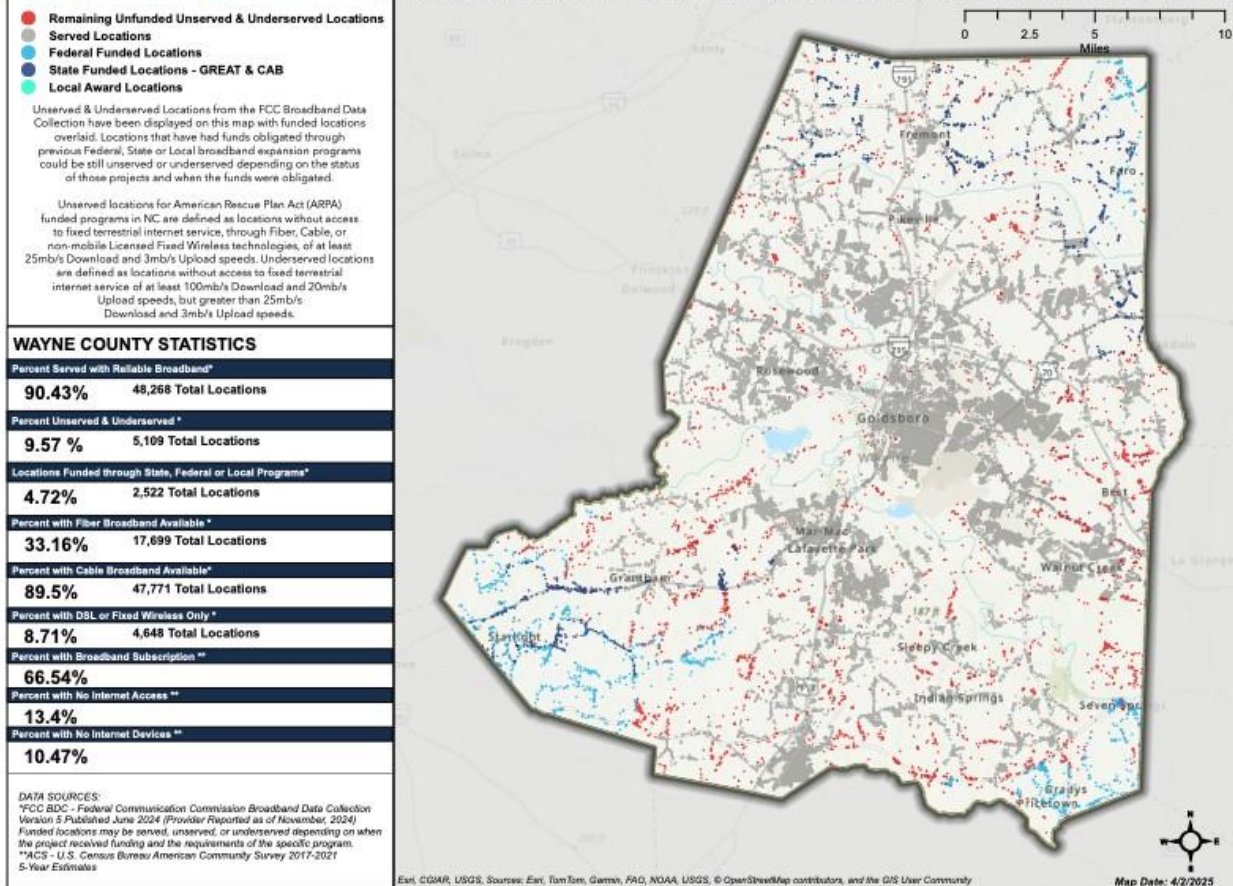 Remaining Unfunded Unserved & Underserved Locations
Served Locations
Federal Funded Locations
State Funded Locations - GREAT & CAB
Local Award Locations
Unserved & Underserved Locations from the FCC Broadband Data
Collection have been displayed on this map with funded locations
overlaid. Locations that have had funds obligated through
previous Federal, State or Local broadband expansion programs
could be still unserved or underserved depending on the status
of those projects and when the funds were obligated.
Unserved locations for American Rescue Plan Act (ARPA)
funded programs in NC are defined as locations without access
to fixed terrestrial internet service, through Fiber, Cable, or
non-mobile Licensed Fixed Wireless technologies, of at least
25mb/s Download and 3mb/s Upload speeds. Underserved locations
are defined as locations without access to fixed terrestrial
internet service of at least 100mb/s Download and 20mb/s
Upload speeds, but greater than 25mb/s
Download and 3mb/s Upload speeds.
WAYNE COUNTY STATISTICS
Percent Served with Reliable Broadband*
90.43% 48,268 Total Locations
Percent Unserved & Underserved *
9.57 % 5,109 Total Locations
Locations Funded through State, Federal or Local Programs*
4.72% 2,522 Total Locations
Percent with Fiber Broadband Available *
33.16% 17,699 Total Locations
Percent with Cable Broadband Available*
89.5% 47,771 Total Locations
Percent with DSL or Fixed Wireless Only *
8.71% 4,648 Total Locations
Percent with Broadband Subscription **
66.54%
Percent with No Internet Access **
13.4%
Percent with No Internet Devices **
10.47%
DATA SOURCES:
*FCC BDC - Federal Communication Commission Broadband Data Collection
Version 5 Published June 2024 (Provider Reported as of November, 2024)
Funded locations may be served, unserved, or underserved depending on when
the project received funding and the requirements of the specific program.
**ACS - U.S. Census Bureau American Community Survey 2017-2021
5-Year Estimates
0 2.5 5 10
Miles
Kenly
Selma
795
Fremont
Faro
Pikeville
Princeton
Brogden
795
70
Rosewood
Goldsboro
Wayne
Best
Mar-Mac
Lafayette Park
La Grange
Walnut Creek
Grantham
187 ft
Sleepy Creek
Indian Springs
Seven Springs
Gradys
Pricetown
N
W E
S
Esri, CGIAR, USGS, Sources: Esri, TomTom, Garmin, FAO, NOAA, USGS, © OpenStreetMap contributors, and the GIS User Community
Map Date: 4/2/2025